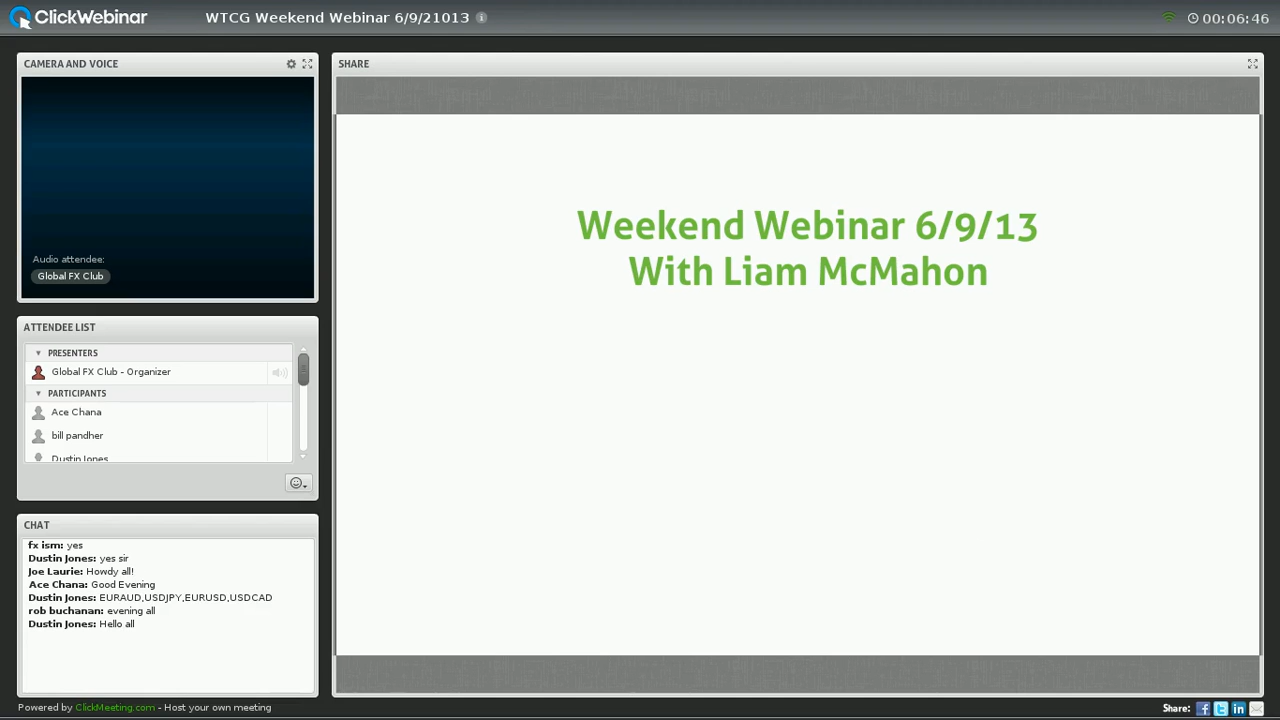 ClickWebinar
WTCG Weekend Webinar 6/9/21013
00:06:46
CAMERA AND VOICE
Audio attendee:
Global FX Club
ATTENDEE LIST
PRESENTERS
Global FX Club - Organizer
PARTICIPANTS
Ace Chana
bill pandher
Dustin Jones
CHAT
fx ism: yes
Dustin Jones: yes sir
Joe Laurie: Howdy all!
Ace Chana: Good Evening
Dustin Jones: EURAUD,USDJPY,EURUSD,USDCAD
rob buchanan: evening all
Dustin Jones: Hello all
SHARE
Weekend Webinar 6/9/13
With Liam McMahon
Powered by ClickMeeting.com - Host your own meeting
Share: